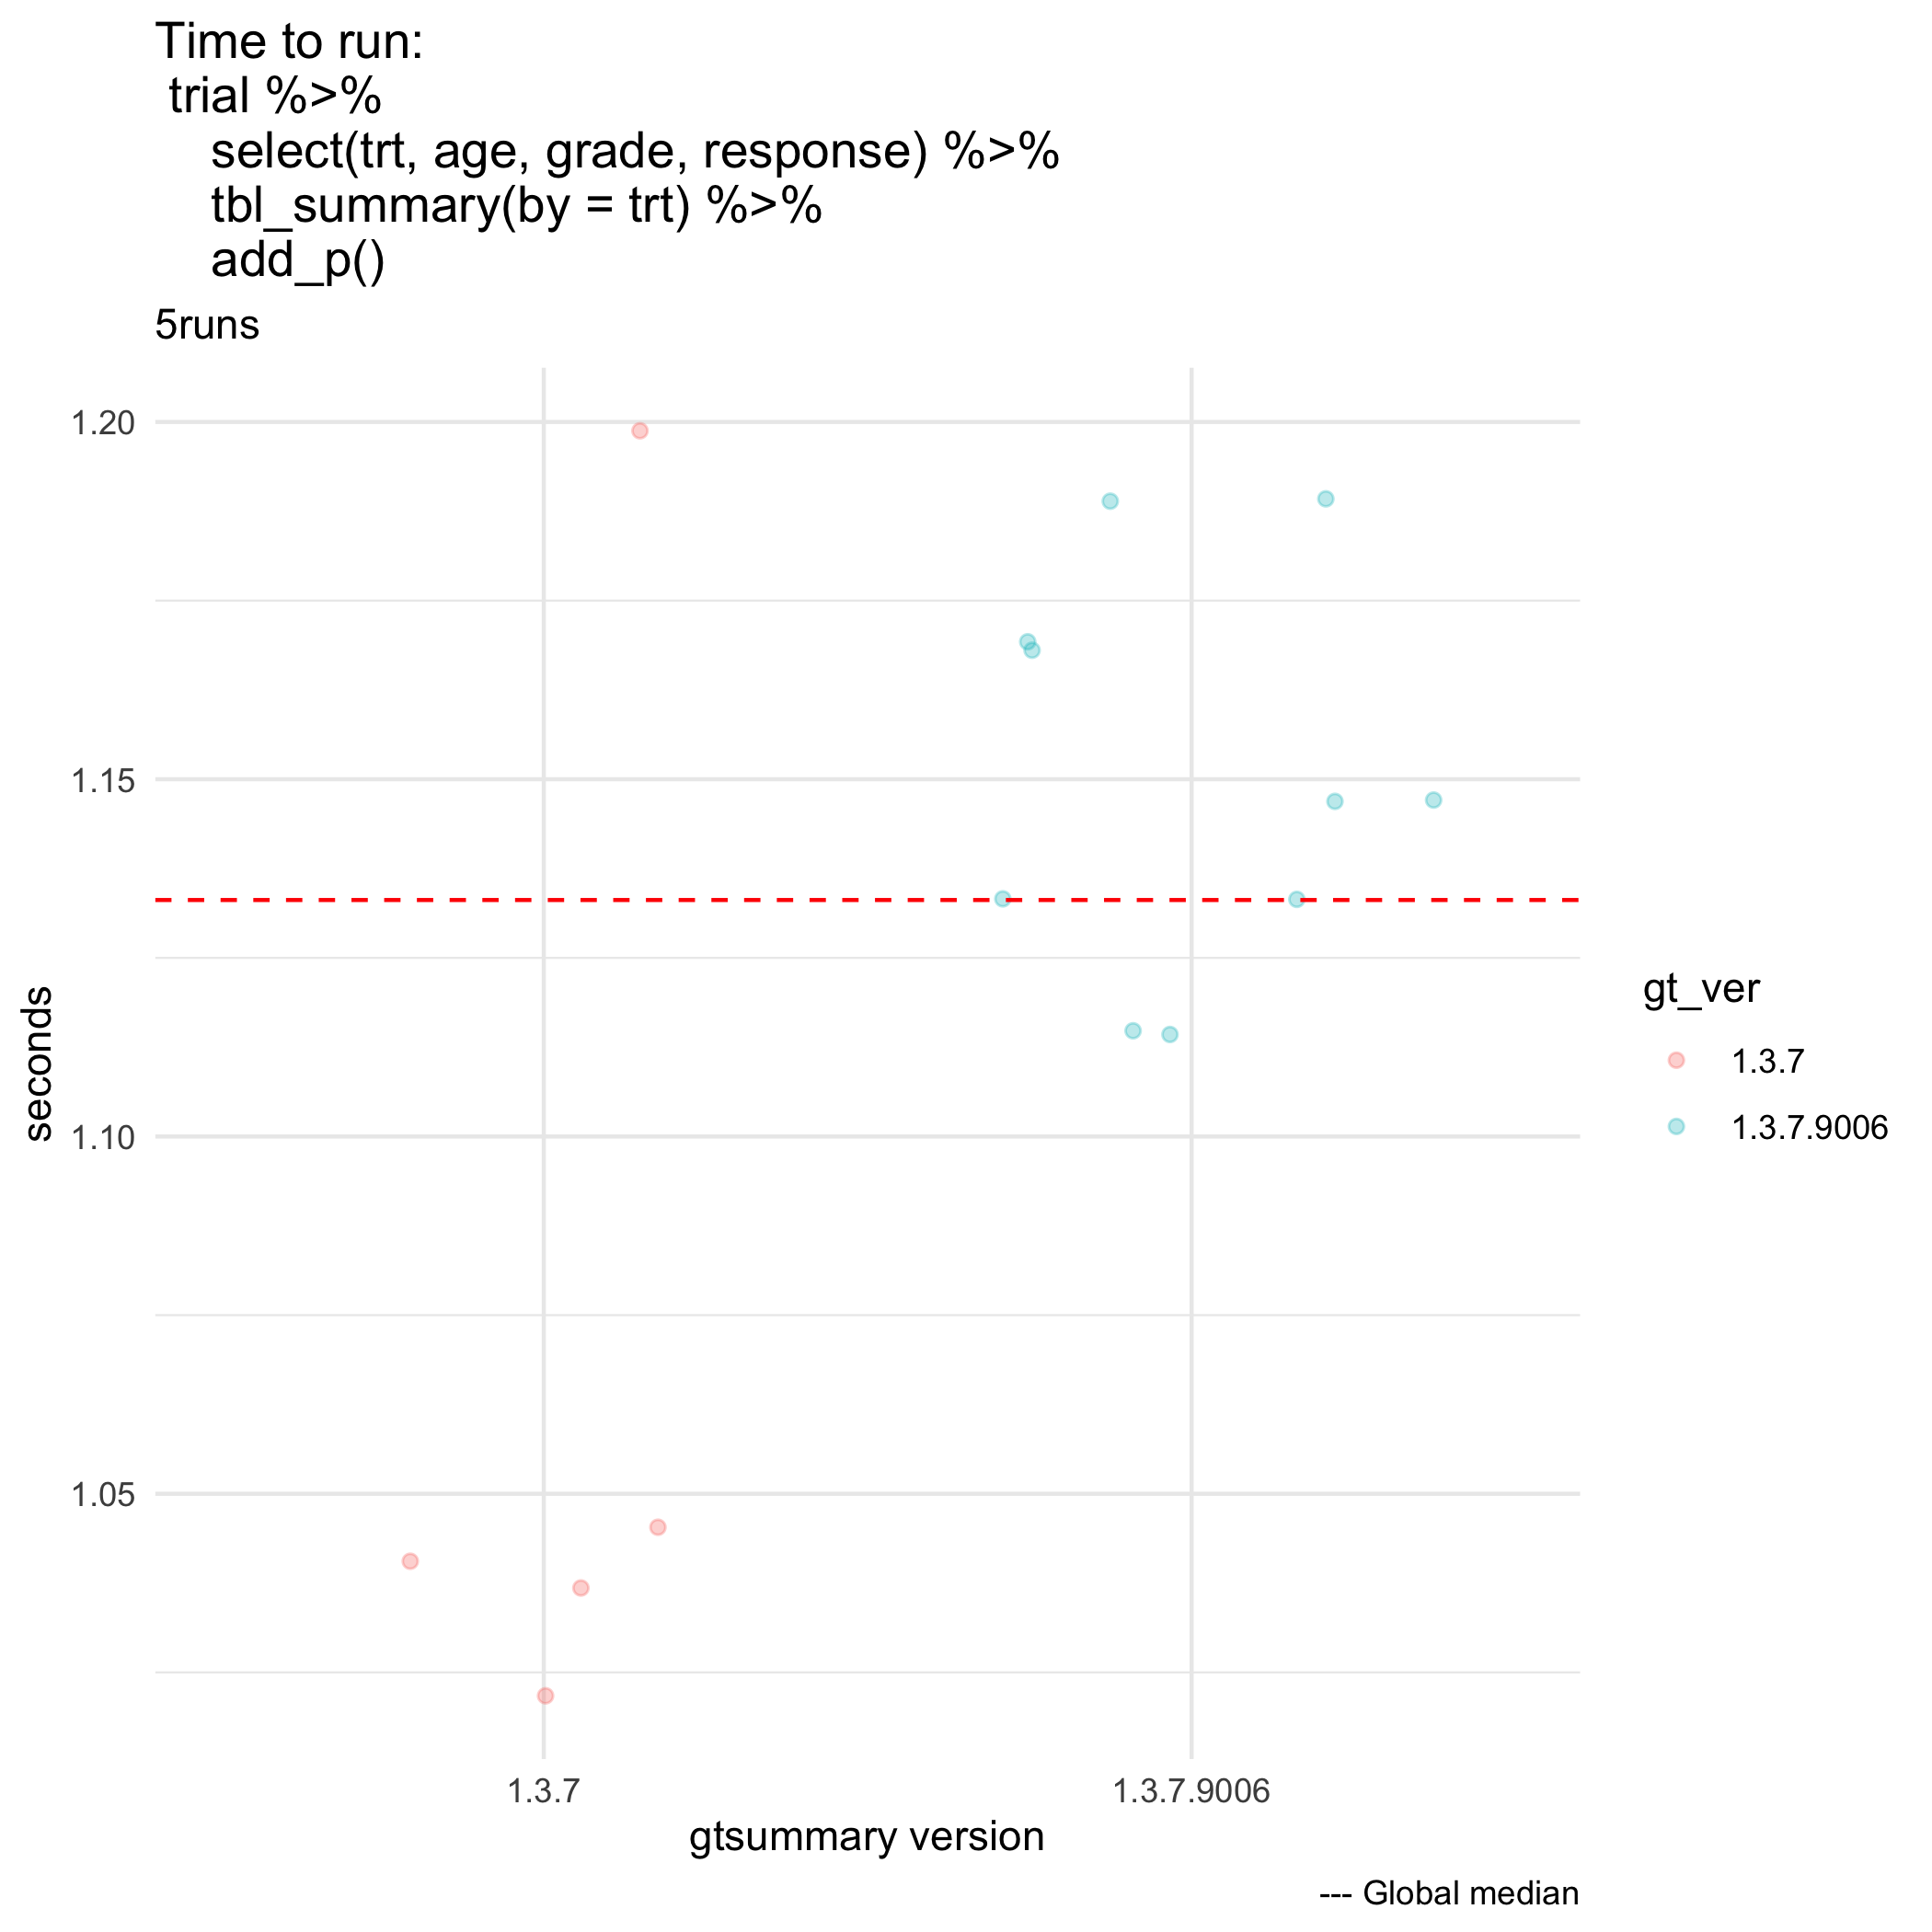 Time to run:
trial %>%
select(trt, age, grade, response) %>%
tbl_summary(by = trt) %>%
add_p()
5runs
1.20
1.15
1.10
1.05
seconds
1.3.7
1.3.7.9006
gtsummary version
gt_ver
1.3.7
1.3.7.9006
--- Global median